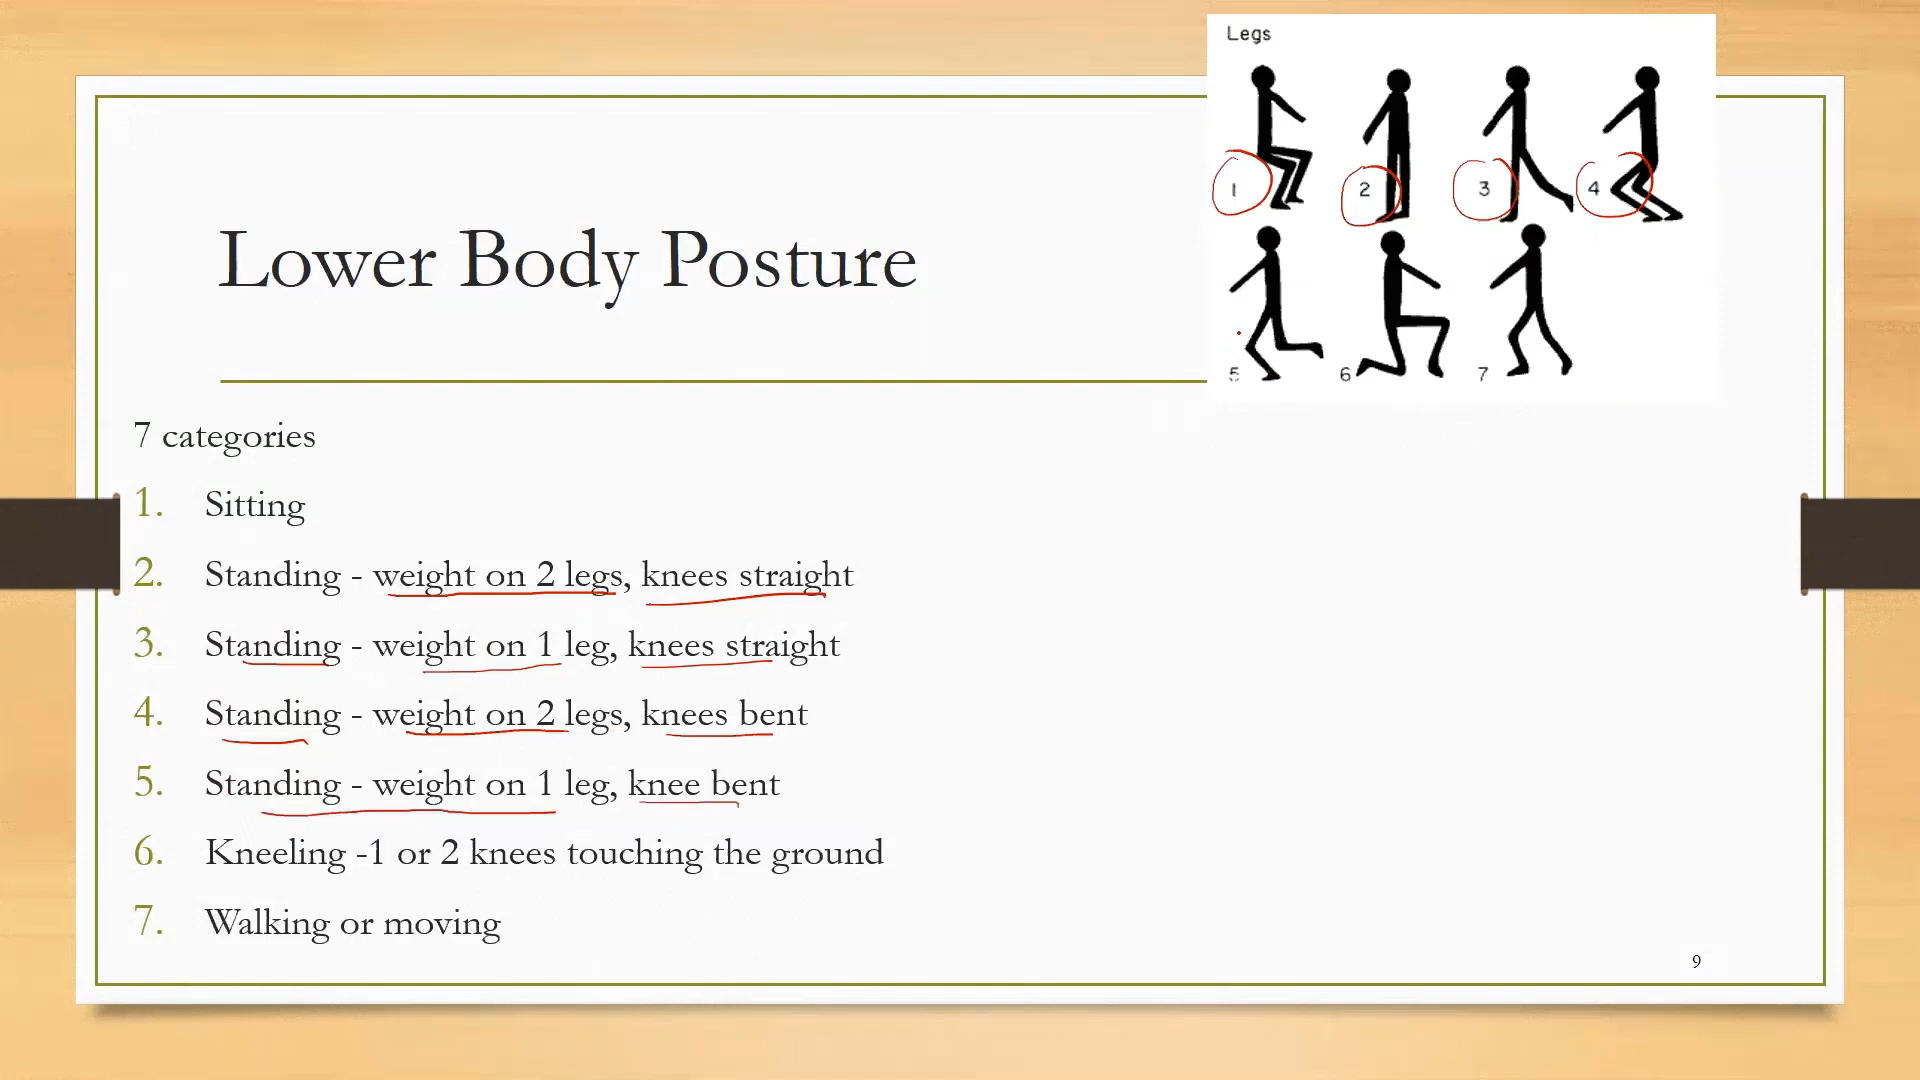 Legs
1 2 3 4
5 6 7
Lower Body Posture
7 categories
1. Sitting
2. Standing - weight on 2 legs, knees straight
3. Standing - weight on 1 leg, knees straight
4. Standing - weight on 2 legs, knees bent
5. Standing - weight on 1 leg, knee bent
6. Kneeling -1 or 2 knees touching the ground
7. Walking or moving
9